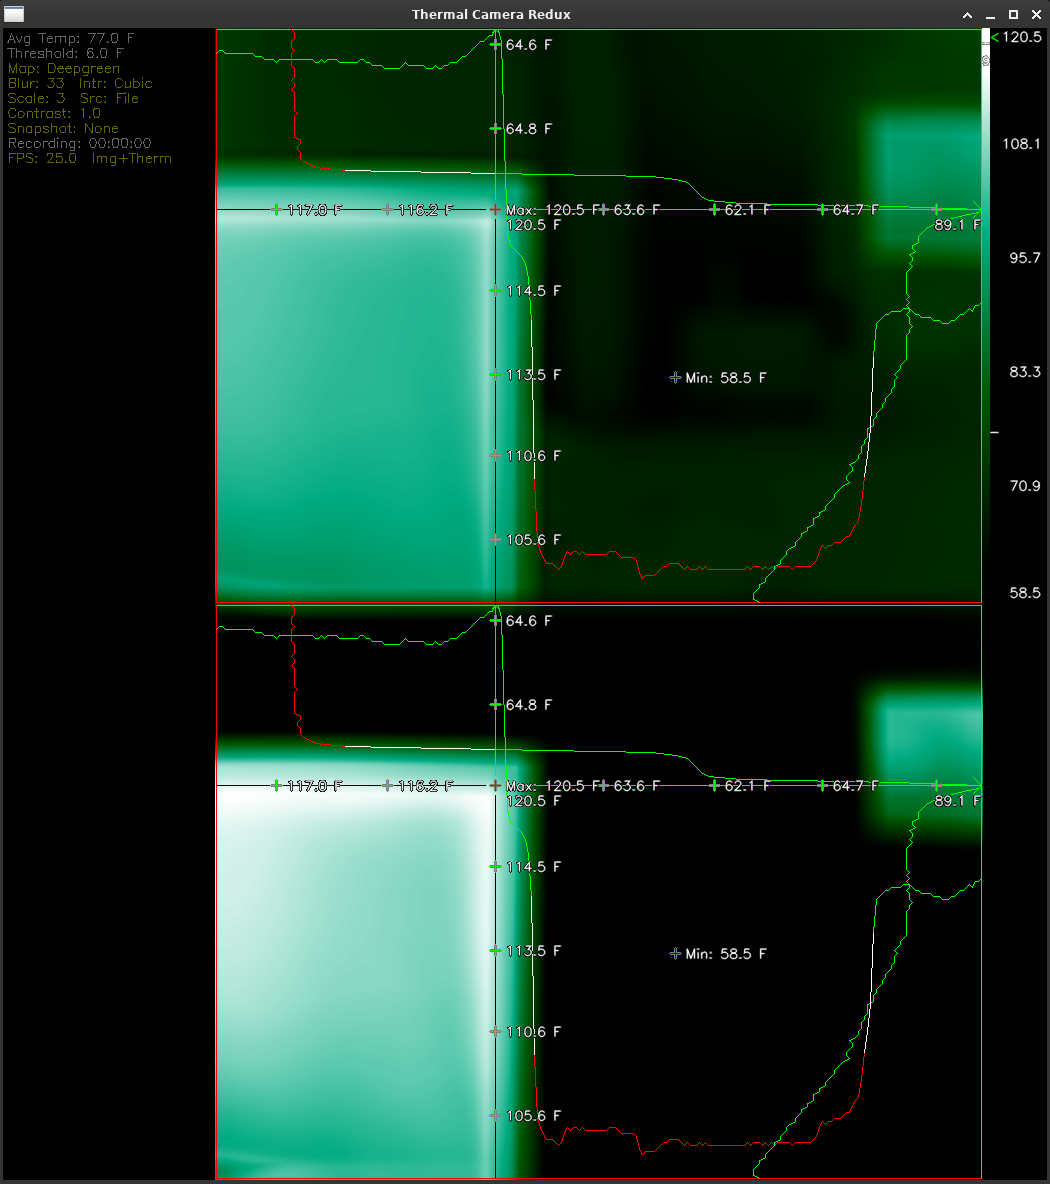 Thermal Camera Redux
Avg Temp: 77.0 F
Threshold: 6.0 F
Map: Deepgreen
Blur: 33 Intr: Cubic
Scale: 3 Src: File
Contrast: 1.0
Snapshot: None
Recording: 00:00:00
FPS: 25.0 Img+Therm
64.6 F
64.8 F
117.0 F 116.2 F Max: 120.5 F 63.6 F 62.1 F 64.7 F
120.5 F 89.1 F
114.5 F
113.5 F
Min: 58.5 F
110.6 F
105.6 F
< 120.5
108.1
95.7
83.3
70.9
58.5
64.6 F
64.8 F
117.0 F 116.2 F Max: 120.5 F 63.6 F 62.1 F 64.7 F
120.5 F 89.1 F
114.5 F
113.5 F
Min: 58.5 F
110.6 F
105.6 F